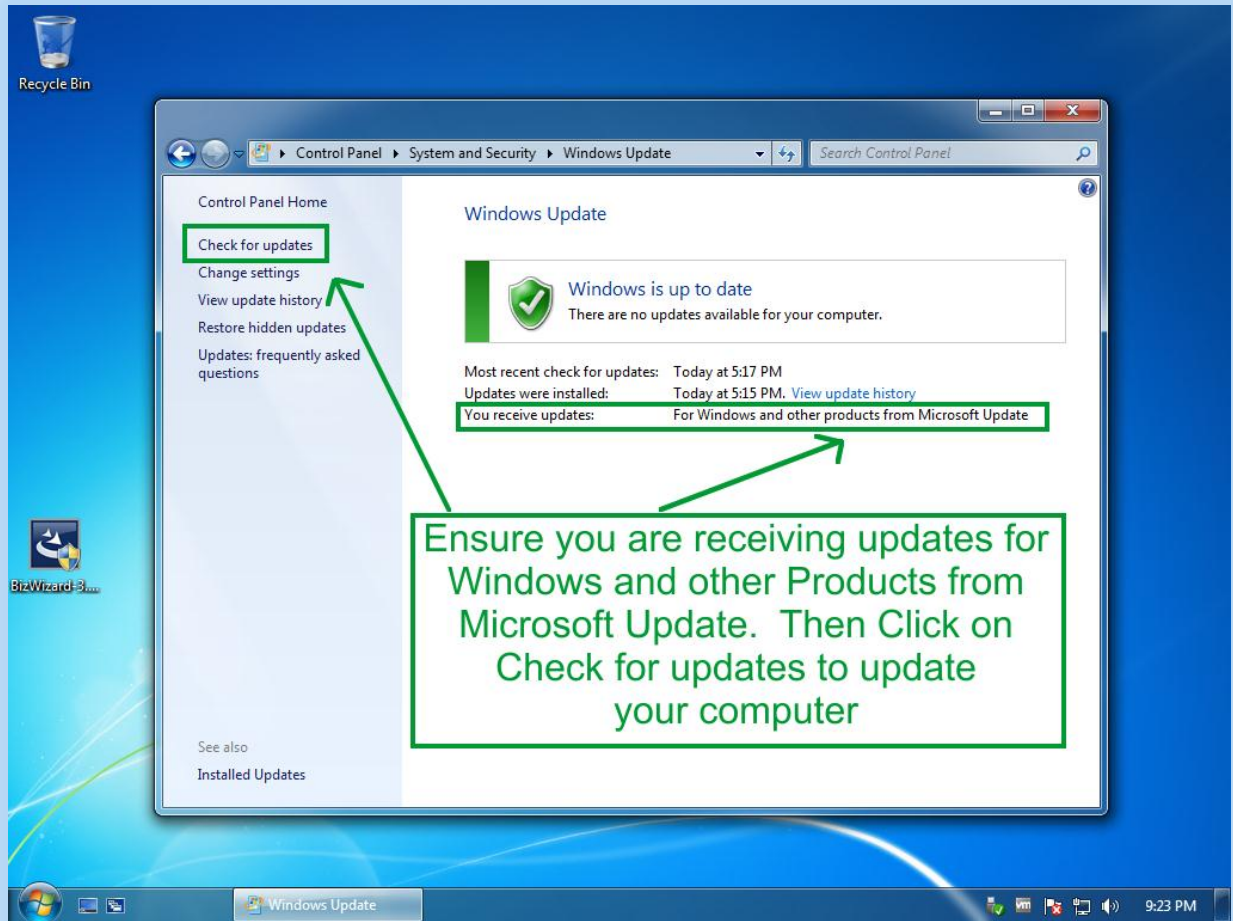 Recycle Bin
Control Panel ▸ System and Security ▸ Windows Update
Search Control Panel
Control Panel Home
Check for updates
Change settings
View update history
Restore hidden updates
Updates: frequently asked
questions
Windows Update
Windows is up to date
There are no updates available for your computer.
Most recent check for updates: Today at 5:17 PM
Updates were installed: Today at 5:15 PM. View update history
You receive updates: For Windows and other products from Microsoft Update
Ensure you are receiving updates for
Windows and other Products from
Microsoft Update. Then Click on
Check for updates to update
your computer
BizWizard-3....
See also
Installed Updates
Windows Update
vm
9:23 PM